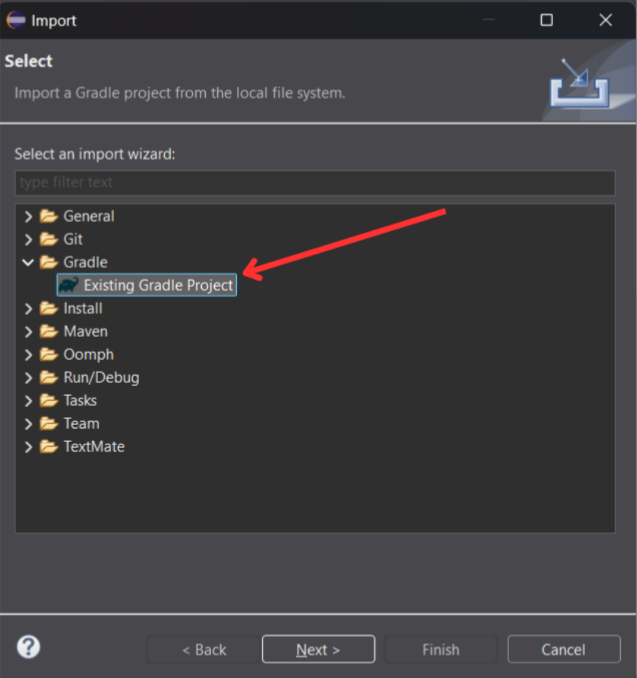 Import
Select
Import a Gradle project from the local file system.
Select an import wizard:
type filter text
General
Git
Gradle
Existing Gradle Project
Install
Maven
Oomph
Run/Debug
Tasks
Team
TextMate
?
< Back
Next >
Finish
Cancel